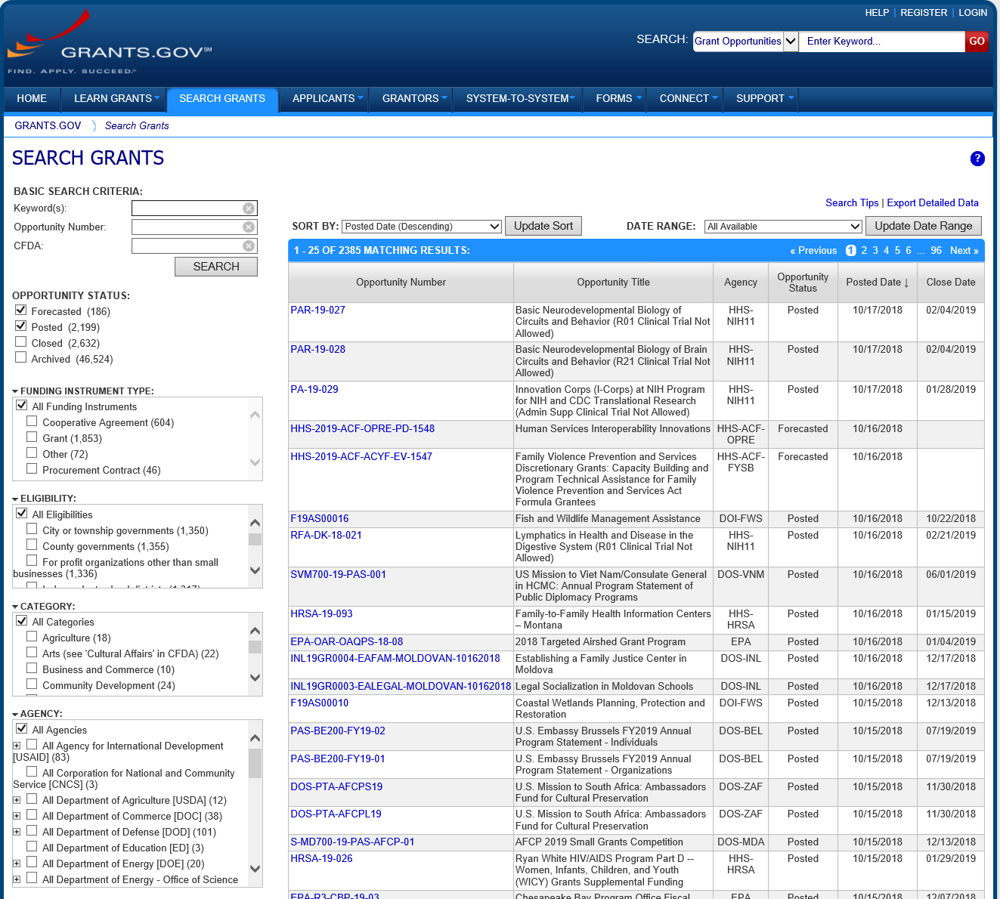 HELP | REGISTER | LOGIN
SEARCH: Grant Opportunities Enter Keyword... GO
GRANTS.GOV SM
FIND. APPLY. SUCCEED.
HOME LEARN GRANTS SEARCH GRANTS APPLICANTS GRANTORS SYSTEM-TO-SYSTEM FORMS CONNECT SUPPORT
GRANTS.GOV Search Grants
SEARCH GRANTS
?
BASIC SEARCH CRITERIA:
Keyword(s):
Opportunity Number:
CFDA:
SEARCH
OPPORTUNITY STATUS:
Forecasted (186)
Posted (2,199)
Closed (2,632)
Archived (46,524)
FUNDING INSTRUMENT TYPE:
All Funding Instruments
Cooperative Agreement (604)
Grant (1,853)
Other (72)
Procurement Contract (46)
ELIGIBILITY:
All Eligibilities
City or township governments (1,350)
County governments (1,355)
For profit organizations other than small
businesses (1,336)
CATEGORY:
All Categories
Agriculture (18)
Arts (see 'Cultural Affairs' in CFDA) (22)
Business and Commerce (10)
Community Development (24)
AGENCY:
All Agencies
All Agency for International Development
[USAID] (83)
All Corporation for National and Community
Service [CNCS] (3)
All Department of Agriculture [USDA] (12)
All Department of Commerce [DOC] (38)
All Department of Defense [DOD] (101)
All Department of Education [ED] (3)
All Department of Energy [DOE] (20)
All Department of Energy - Office of Science
Search Tips | Export Detailed Data
SORT BY: Posted Date (Descending) Update Sort DATE RANGE: All Available Update Date Range
1 - 25 OF 2385 MATCHING RESULTS: « Previous 1 2 3 4 5 6 ... 96 Next »
Opportunity Number Opportunity Title Agency Opportunity Status Posted Date ↓ Close Date
PAR-19-027 Basic Neurodevelopmental Biology of HHS- Posted 10/17/2018 02/04/2019
Circuits and Behavior (R01 Clinical Trial Not NIH11
Allowed)
PAR-19-028 Basic Neurodevelopmental Biology of Brain HHS- Posted 10/17/2018 02/04/2019
Circuits and Behavior (R21 Clinical Trial Not NIH11
Allowed)
PA-19-029 Innovation Corps (I-Corps) at NIH Program HHS- Posted 10/17/2018 01/28/2019
for NIH and CDC Translational Research NIH11
(Admin Supp Clinical Trial Not Allowed)
HHS-2019-ACF-OPRE-PD-1548 Human Services Interoperability Innovations HHS-ACF- Forecasted 10/16/2018
OPRE
HHS-2019-ACF-ACYF-EV-1547 Family Violence Prevention and Services HHS-ACF- Forecasted 10/16/2018
Discretionary Grants: Capacity Building and FYSB
Program Technical Assistance for Family
Violence Prevention and Services Act
Formula Grantees
F19AS00016 Fish and Wildlife Management Assistance DOI-FWS Posted 10/16/2018 10/22/2018
RFA-DK-18-021 Lymphatics in Health and Disease in the HHS- Posted 10/16/2018 02/21/2019
Digestive System (R01 Clinical Trial Not NIH11
Allowed)
SVM700-19-PAS-001 US Mission to Viet Nam/Consulate General DOS-VNM Posted 10/16/2018 06/01/2019
in HCMC: Annual Program Statement of
Public Diplomacy Programs
HRSA-19-093 Family-to-Family Health Information Centers HHS- Posted 10/16/2018 01/15/2019
– Montana HRSA
EPA-OAR-OAQPS-18-08 2018 Targeted Airshed Grant Program EPA Posted 10/16/2018 01/04/2019
INL19GR0004-EAFAM-MOLDOVAN-10162018 Establishing a Family Justice Center in DOS-INL Posted 10/16/2018 12/17/2018
Moldova
INL19GR0003-EALEGAL-MOLDOVAN-10162018 Legal Socialization in Moldovan Schools DOS-INL Posted 10/16/2018 12/17/2018
F19AS00010 Coastal Wetlands Planning, Protection and DOI-FWS Posted 10/15/2018 12/13/2018
Restoration
PAS-BE200-FY19-02 U.S. Embassy Brussels FY2019 Annual DOS-BEL Posted 10/15/2018 07/19/2019
Program Statement - Individuals
PAS-BE200-FY19-01 U.S. Embassy Brussels FY2019 Annual DOS-BEL Posted 10/15/2018 07/19/2019
Program Statement - Organizations
DOS-PTA-AFCPS19 U.S. Mission to South Africa: Ambassadors DOS-ZAF Posted 10/15/2018 11/30/2018
Fund for Cultural Preservation
DOS-PTA-AFCPL19 U.S. Mission to South Africa: Ambassadors DOS-ZAF Posted 10/15/2018 11/30/2018
Fund for Cultural Preservation
S-MD700-19-PAS-AFCP-01 AFCP 2019 Small Grants Competition DOS-MDA Posted 10/15/2018 12/13/2018
HRSA-19-026 Ryan White HIV/AIDS Program Part D -- HHS- Posted 10/15/2018 01/29/2019
Women, Infants, Children, and Youth HRSA
(WICY) Grants Supplemental Funding
EPA-R3-CBP-19-03 Chesapeake Bay Program Office Fiscal EPA Posted 10/15/2018 12/07/2018